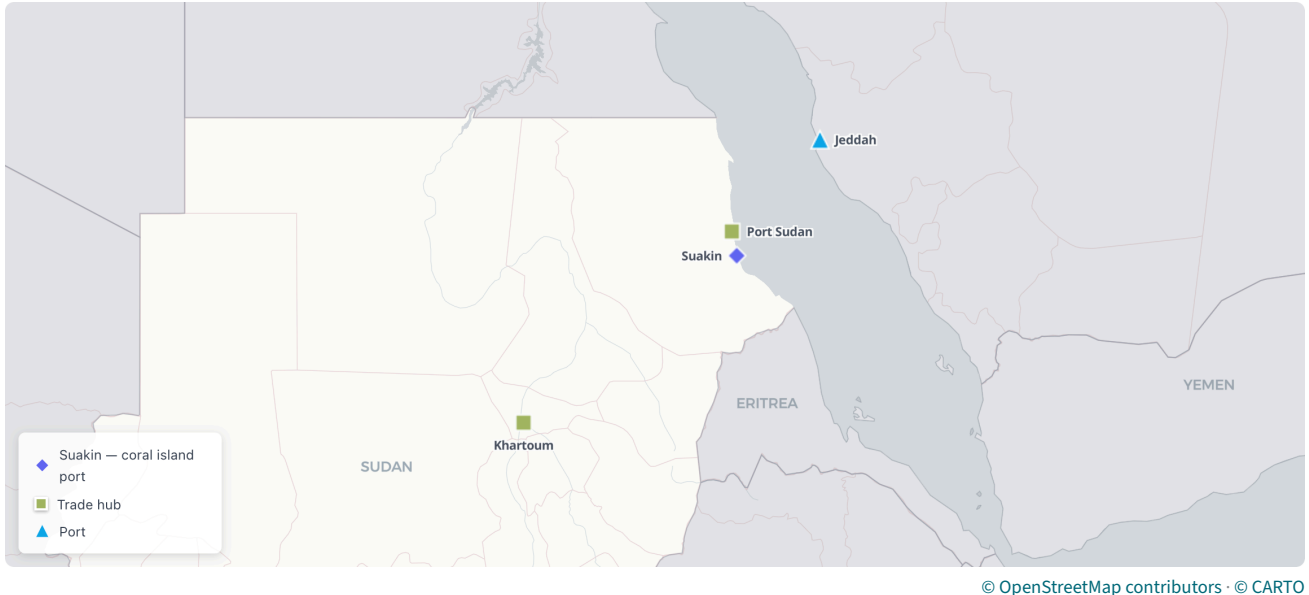 Jeddah
Port Sudan
Suakin
YEMEN
ERITREA
Khartoum
SUDAN
Suakin — coral island
port
Trade hub
Port
© OpenStreetMap contributors · © CARTO